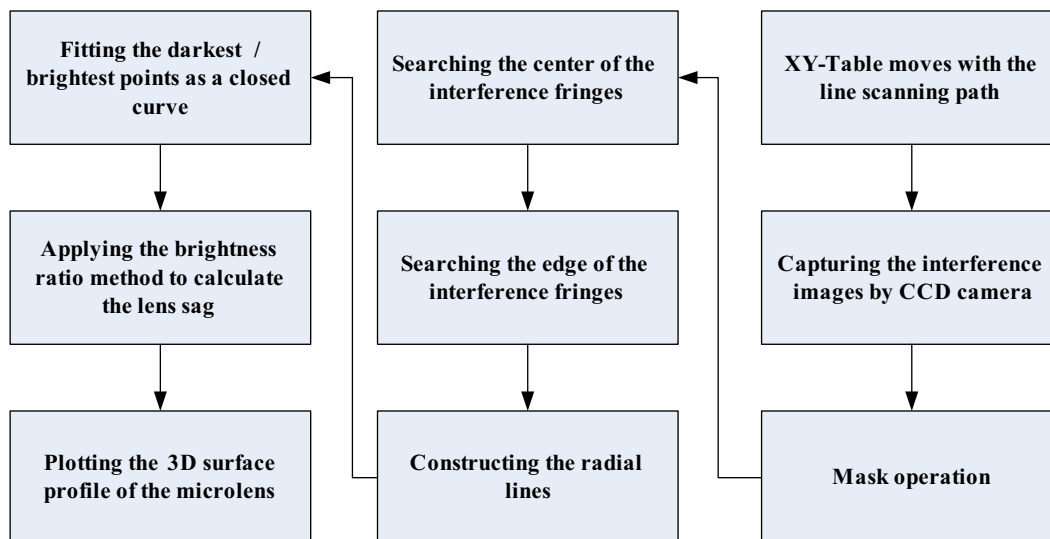 Fitting the darkest /
brightest points as a closed
curve
Applying the brightness
ratio method to calculate
the lens sag
Plotting the 3D surface
profile of the microlens
Searching the center of the
interference fringes
Searching the edge of the
interference fringes
Constructing the radial
lines
XY-Table moves with the
line scanning path
Capturing the interference
images by CCD camera
Mask operation